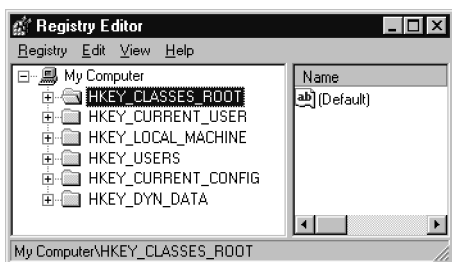 Registry Editor
Registry Edit View Help
My Computer
HKEY_CLASSES_ROOT
HKEY_CURRENT_USER
HKEY_LOCAL_MACHINE
HKEY_USERS
HKEY_CURRENT_CONFIG
HKEY_DYN_DATA
Name
ab (Default)
My Computer\HKEY_CLASSES_ROOT